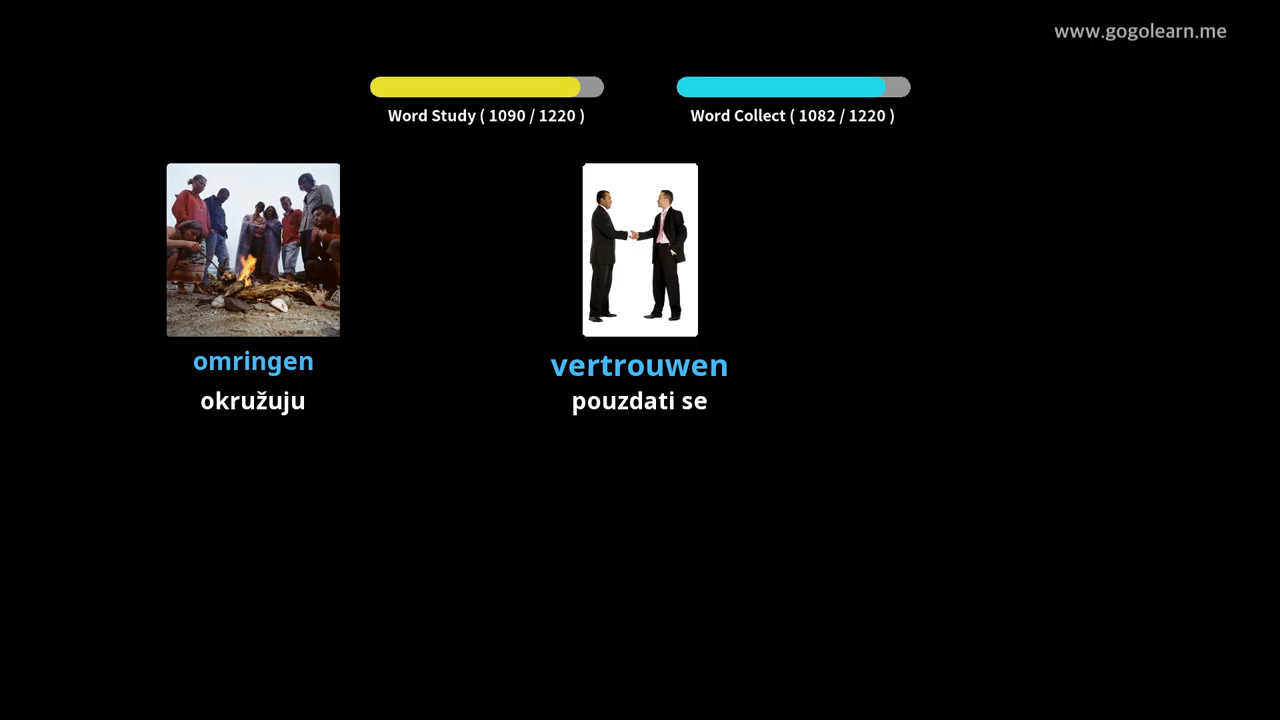 www.gogolearn.me
Word Study ( 1090 / 1220 )
Word Collect ( 1082 / 1220 )
omringen
okružuju
vertrouwen
pouzdati se